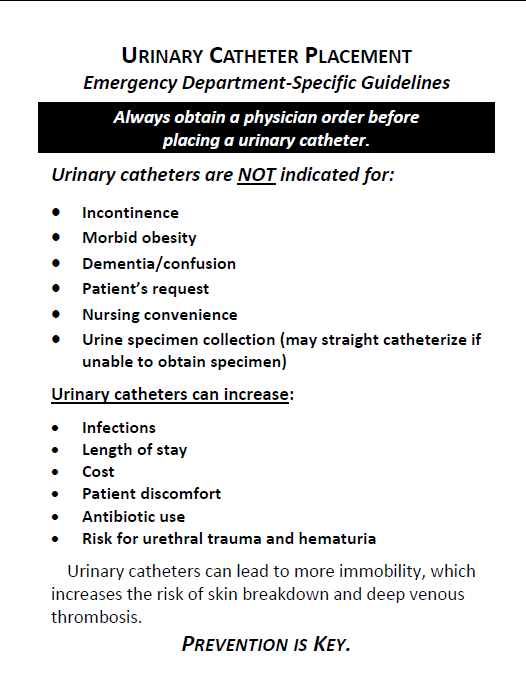 URINARY CATHETER PLACEMENT
Emergency Department-Specific Guidelines
Always obtain a physician order before
placing a urinary catheter.
Urinary catheters are NOT indicated for:
• Incontinence
• Morbid obesity
• Dementia/confusion
• Patient’s request
• Nursing convenience
• Urine specimen collection (may straight catheterize if
unable to obtain specimen)
Urinary catheters can increase:
• Infections
• Length of stay
• Cost
• Patient discomfort
• Antibiotic use
• Risk for urethral trauma and hematuria
Urinary catheters can lead to more immobility, which
increases the risk of skin breakdown and deep venous
thrombosis.
PREVENTION IS KEY.